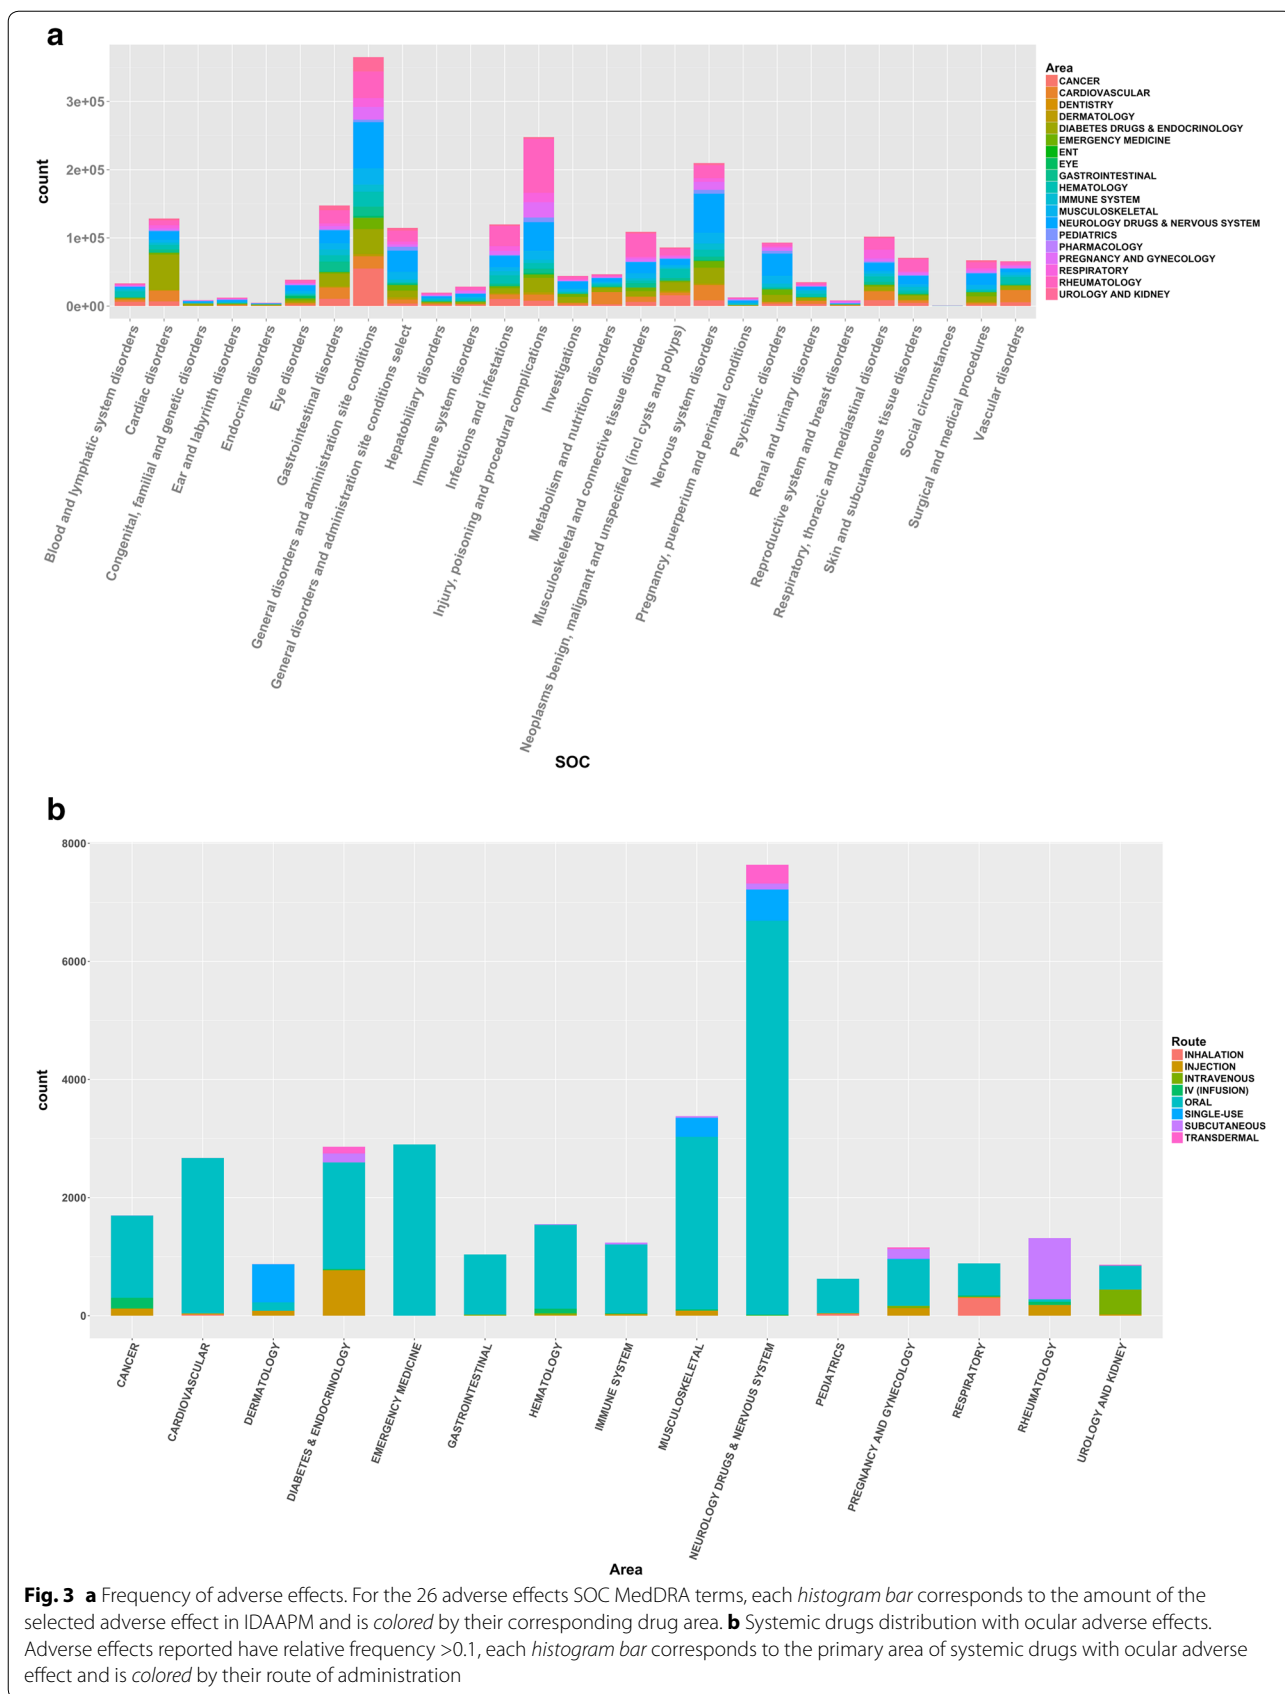 a
3e+05
2e+05
1e+05
0e+00
count
Blood and lymphatic system disorders
Cardiac disorders
Congenital, familial and genetic disorders
Ear and labyrinth disorders
Endocrine disorders
Eye disorders
Gastrointestinal disorders
General disorders and administration site conditions
General disorders and administration site conditions select
Hepatobiliary disorders
Immune system disorders
Infections and infestations
Injury, poisoning and procedural complications
Investigations
Metabolism and nutrition disorders
Musculoskeletal and connective tissue disorders
Neoplasms benign, malignant and unspecified (incl cysts and polyps)
Nervous system disorders
Pregnancy, puerperium and perinatal conditions
Psychiatric disorders
Renal and urinary disorders
Reproductive system and breast disorders
Respiratory, thoracic and mediastinal disorders
Skin and subcutaneous tissue disorders
Social circumstances
Surgical and medical procedures
Vascular disorders
SOC
Area
CANCER
CARDIOVASCULAR
DENTISTRY
DERMATOLOGY
DIABETES DRUGS & ENDOCRINOLOGY
EMERGENCY MEDICINE
ENT
EYE
GASTROINTESTINAL
HEMATOLOGY
IMMUNE SYSTEM
MUSCULOSKELETAL
NEUROLOGY DRUGS & NERVOUS SYSTEM
PEDIATRICS
PHARMACOLOGY
PREGNANCY AND GYNECOLOGY
RESPIRATORY
RHEUMATOLOGY
UROLOGY AND KIDNEY
b
8000
6000
4000
2000
0
count
CANCER
CARDIOVASCULAR
DERMATOLOGY
DIABETES & ENDOCRINOLOGY
EMERGENCY MEDICINE
GASTROINTESTINAL
HEMATOLOGY
IMMUNE SYSTEM
MUSCULOSKELETAL
NEUROLOGY DRUGS & NERVOUS SYSTEM
PEDIATRICS
PREGNANCY AND GYNECOLOGY
RESPIRATORY
RHEUMATOLOGY
UROLOGY AND KIDNEY
Area
Route
INHALATION
INJECTION
INTRAVENOUS
IV (INFUSION)
ORAL
SINGLE-USE
SUBCUTANEOUS
TRANSDERMAL
Fig. 3 a Frequency of adverse effects. For the 26 adverse effects SOC MedDRA terms, each histogram bar corresponds to the amount of the
selected adverse effect in IDAAPM and is colored by their corresponding drug area. b Systemic drugs distribution with ocular adverse effects.
Adverse effects reported have relative frequency >0.1, each histogram bar corresponds to the primary area of systemic drugs with ocular adverse
effect and is colored by their route of administration